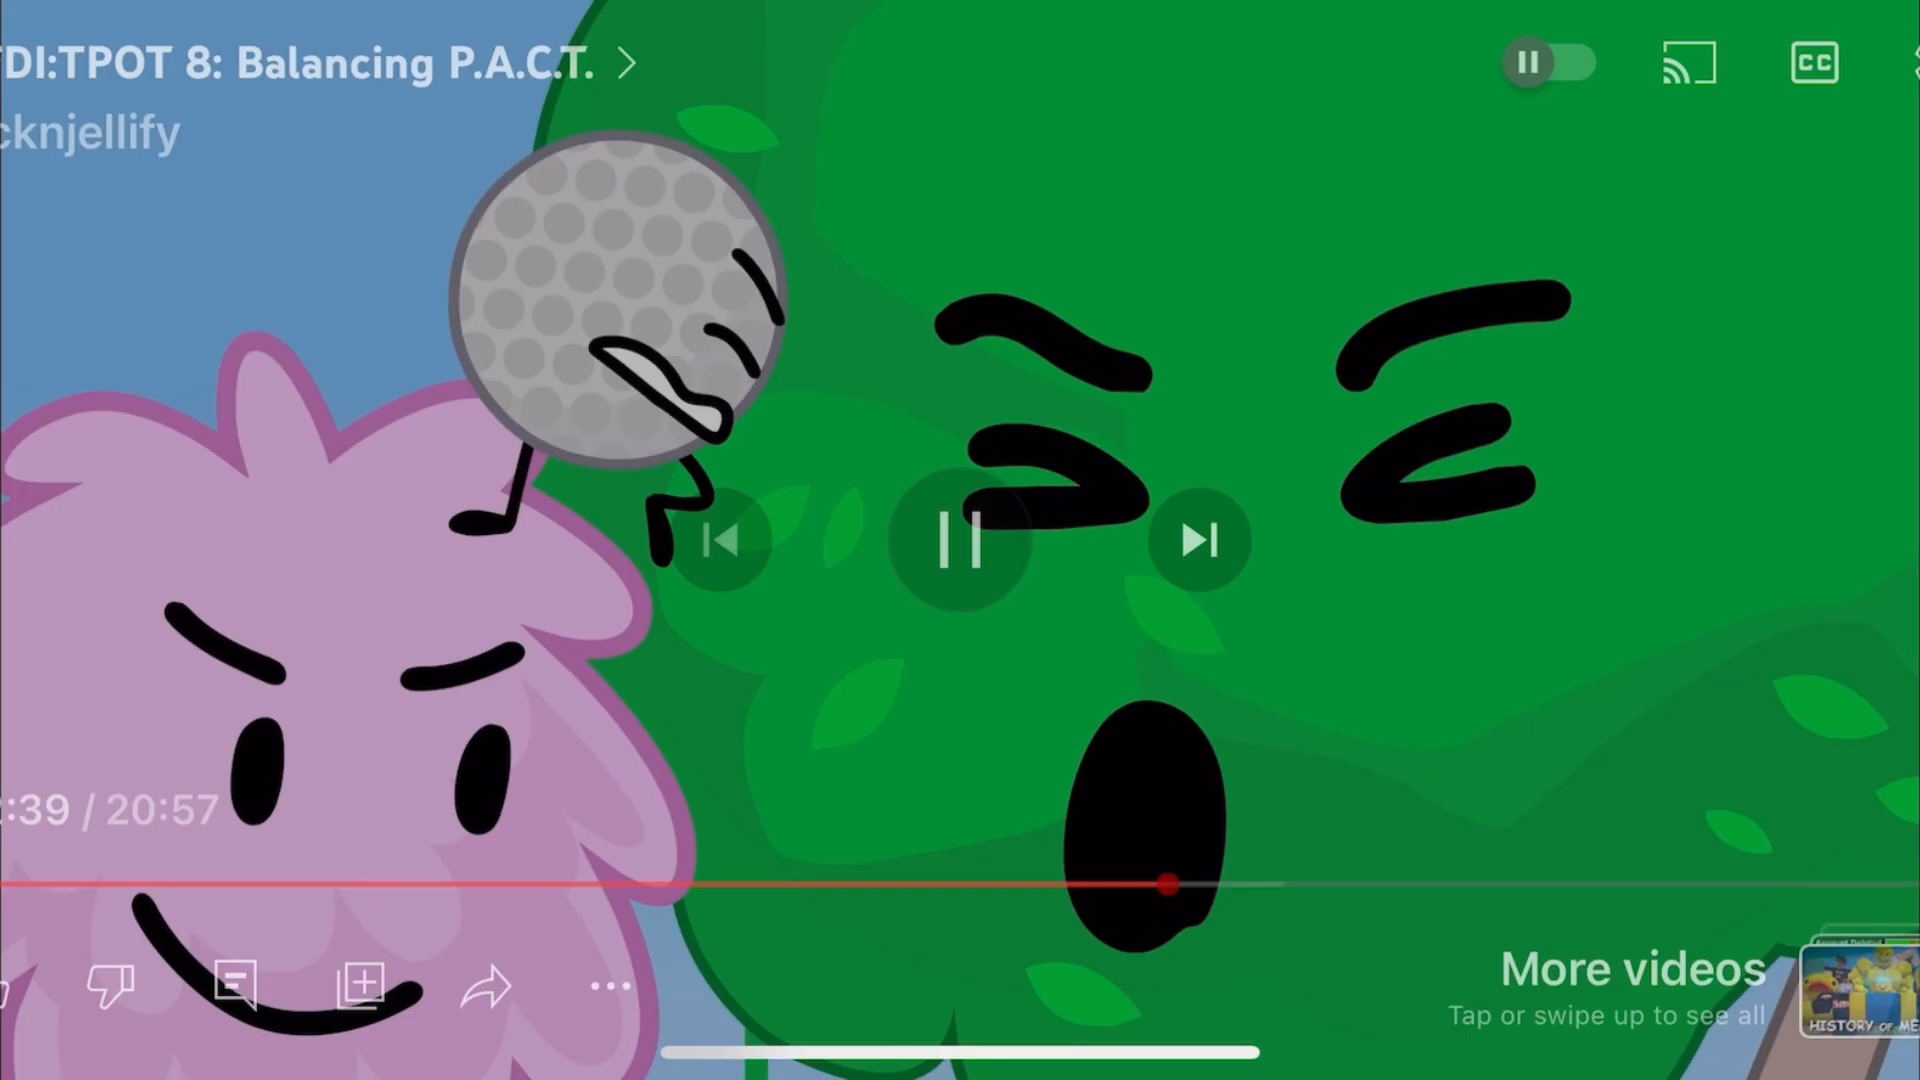 DI:TPOT 8: Balancing P.A.C.T.
cknjellify
CC
:39 / 20:57
More videos
Tap or swipe up to see all
HISTORY OF ME